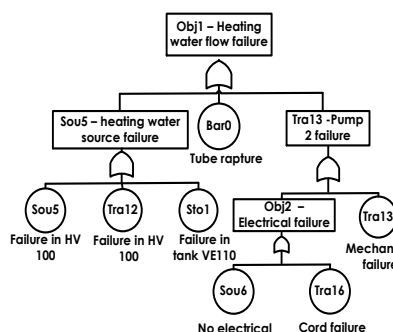 Obj1 – Heating
water flow failure
Sou5 – heating water
source failure
Bar0
Tube rapture
Tra13 -Pump
2 failure
Sou5
Failure in HV
100
Tra12
Failure in HV
100
Sto1
Failure in
tank VE110
Obj2 –
Electrical failure
Tra13
Mechan
failure
Sou6
No electrical
Tra16
Cord failure